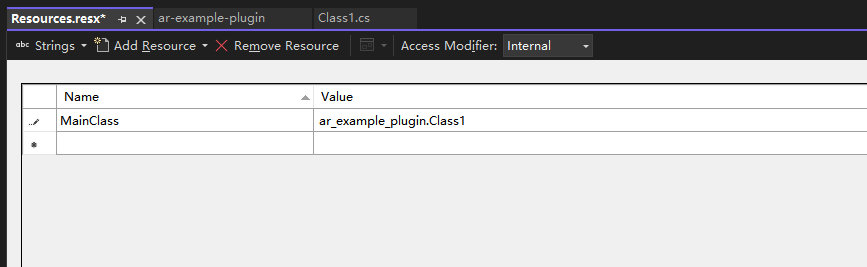 Resources.resx* ar-example-plugin Class1.cs
abc Strings Add Resource Remove Resource Access Modifier: Internal
Name Value
MainClass ar_example_plugin.Class1